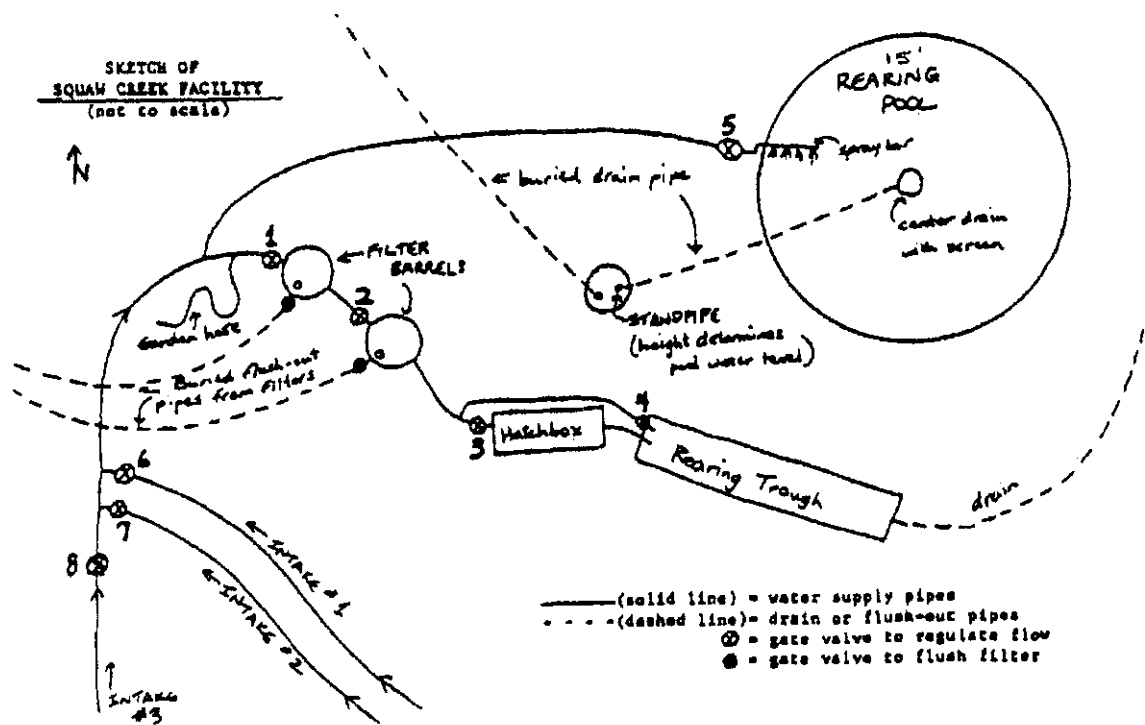 SKETCH OF
SQUAW CREEK FACILITY
(not to scale)
N
15'
REARING
POOL
5
spray bar
← buried drain pipe
center drain
with screen
1
← FILTER
BARRELS
2
Garden hose
STANDPIPE
(height determines
pool water level)
← Buried flush-out
pipes from filters
3
Hatchbox
4
Rearing Trough
drain
6
7
8
← INTAKE #1
← INTAKE #2
INTAKE
#3
(solid line) = water supply pipes
(dashed line) = drain or flush-out pipes
⊗ = gate valve to regulate flow
● = gate valve to flush filter